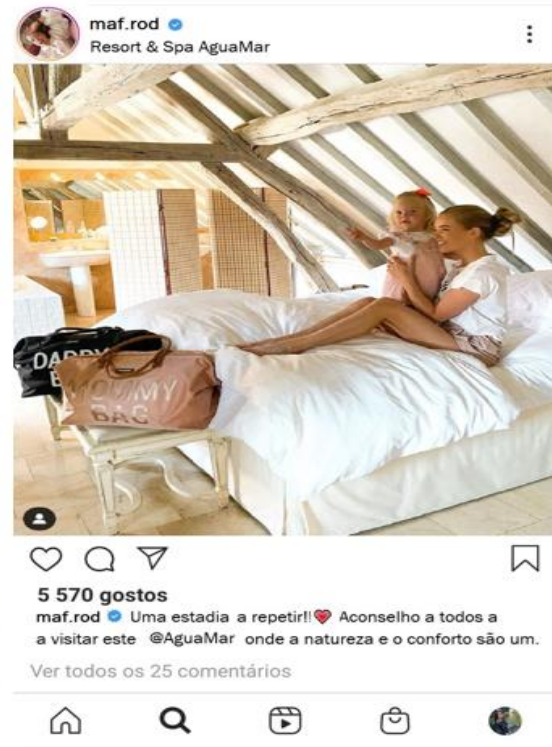 maf.rod
Resort & Spa AguaMar
DADDY
B
MOMMY
BAG
5 570 gostos
maf.rod Uma estadia a repetir!! Aconselho a todos a
a visitar este @AguaMar onde a natureza e o conforto são um.
Ver todos os 25 comentários